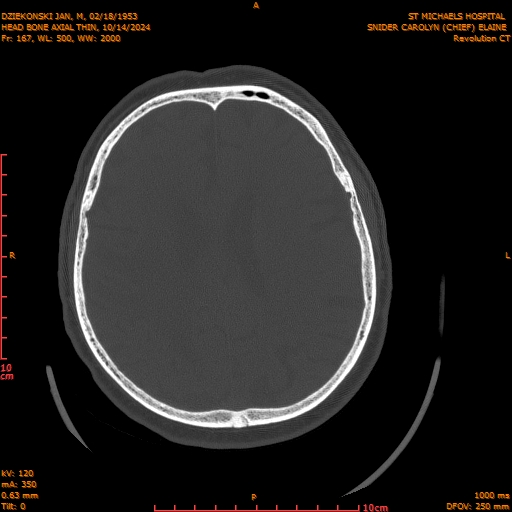 A
DZIEKONSKI JAN, M, 02/18/1953
HEAD BONE AXIAL THIN, 10/14/2024
Fr: 167, WL: 500, WW: 2000
ST MICHAELS HOSPITAL
SNIDER CAROLYN (CHIEF) ELAINE
Revolution CT
R
L
10
cm
kV: 120
mA: 350
0.63 mm
Tilt: 0
P
10cm
1000 ms
DFOV: 250 mm